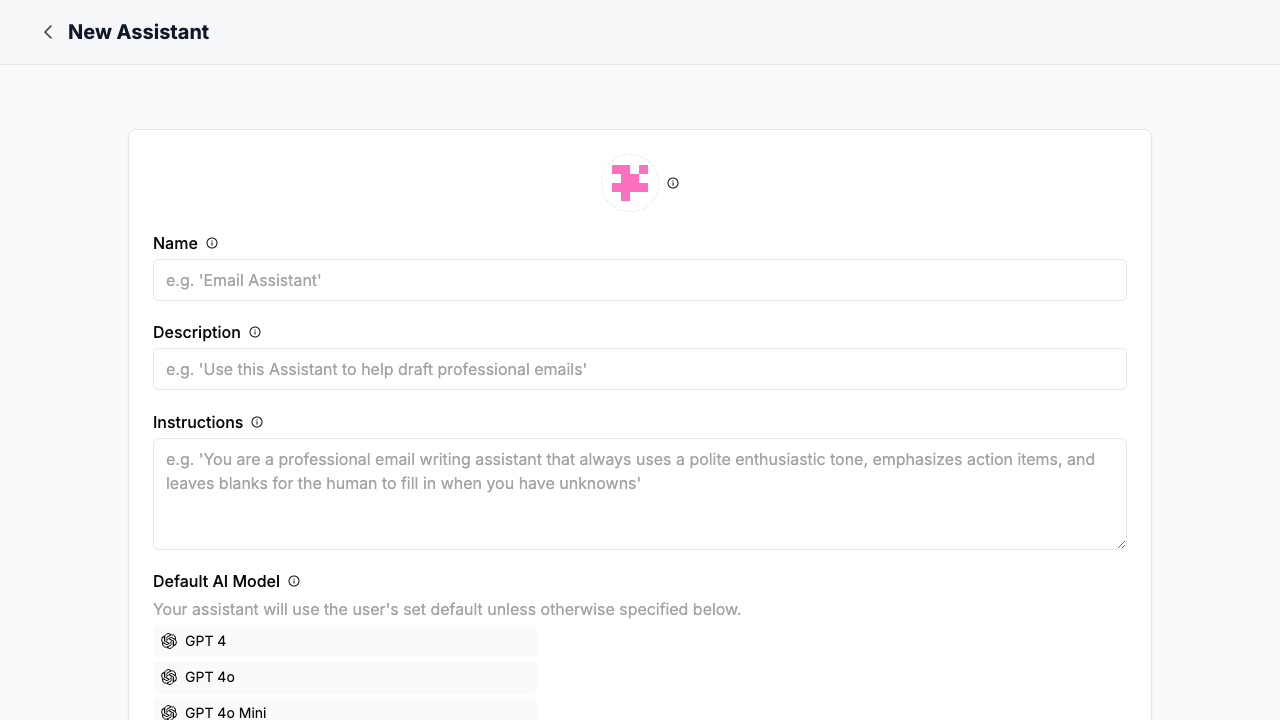 New Assistant
Name
e.g. 'Email Assistant'
Description
e.g. 'Use this Assistant to help draft professional emails'
Instructions
e.g. 'You are a professional email writing assistant that always uses a polite enthusiastic tone, emphasizes action items, and
leaves blanks for the human to fill in when you have unknowns'
Default AI Model
Your assistant will use the user's set default unless otherwise specified below.
GPT 4
GPT 4o
GPT 4o Mini